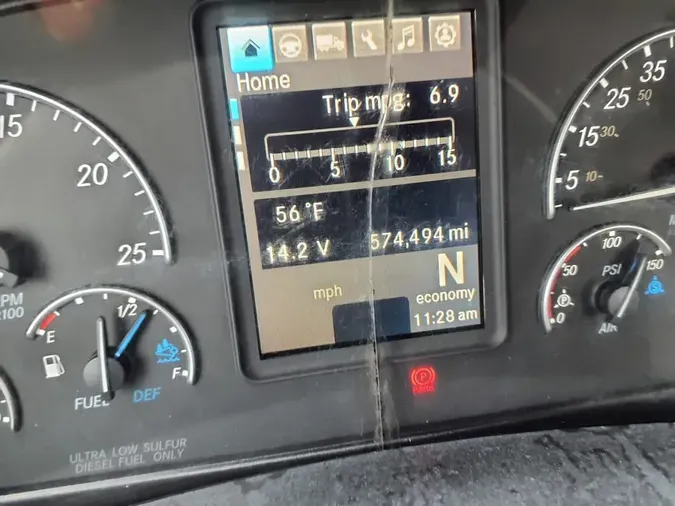 Home
Trip mpg: 6.9
0 5 10 15
56 °F
14.2 V 574,494 mi
N
mph economy
11:28 am
15
20
25
RPM
X100
E 1/2 F
FUEL DEF
ULTRA LOW SULFUR
DIESEL FUEL ONLY
P
5 10
15 30
25 50
35
0 50 100 150
PSI
P
S
AIR